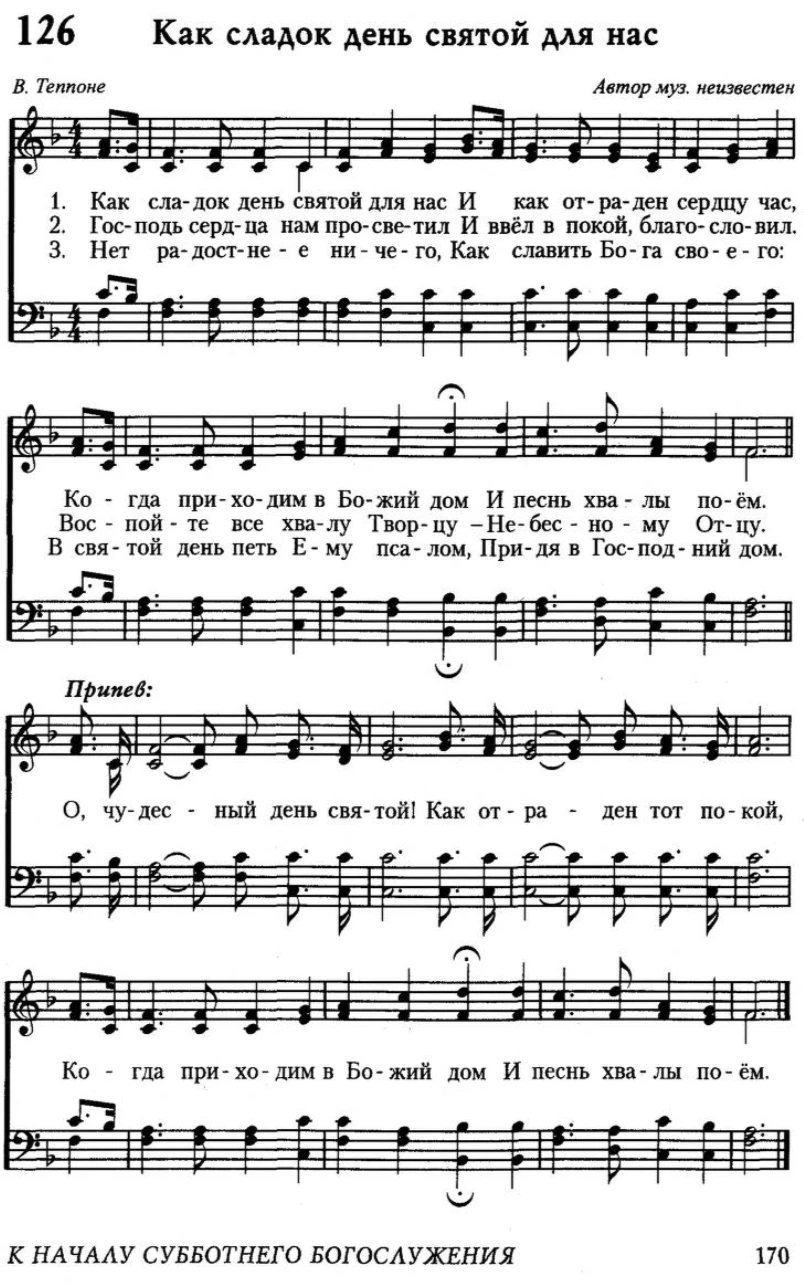 126 Как сладок день святой для нас
В. Теппоне Автор муз. неизвестен
1. Как сла-док день святой для нас И как от-ра-ден сердцу час,
2. Гос-подь серд-ца нам про-све-тил И ввёл в покой, благо-сло-вил.
3. Нет ра-дост-не-е ни-че-го, Как славить Бо-га сво-е-го:
Ко - гда при-хо-дим в Бо-жий дом И песнь хва-лы по-ём.
Вос-пой-те все хва-лу Твор-цу –Не-бес-но-му От-цу.
В свя-той день петь Е-му пса-лом, При-дя в Гос-под-ний дом.
Припев:
О, чу-дес - ный день свя-той! Как от-ра - ден тот по-кой,
Ко - гда при-хо-дим в Бо-жий дом И песнь хва-лы по-ём.
К НАЧАЛУ СУББОТНЕГО БОГОСЛУЖЕНИЯ 170